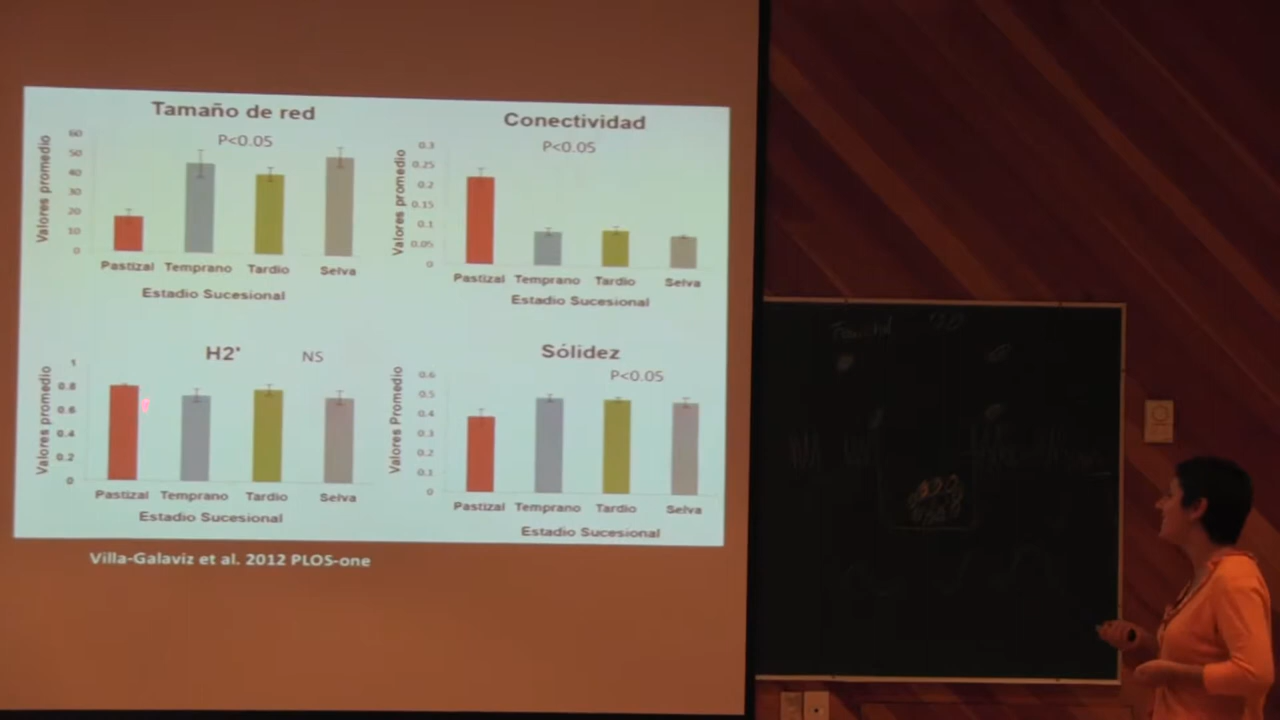 Tamaño de red
P<0.05
Valores promedio
60
50
40
30
20
10
0
Pastizal Temprano Tardio Selva
Estadio Sucesional
Conectividad
P<0.05
Valores promedio
0.3
0.25
0.2
0.15
0.1
0.05
0
Pastizal Temprano Tardio Selva
Estadio Sucesional
H2' NS
Valores promedio
1
0.8
0.6
0.4
0.2
0
Pastizal Temprano Tardio Selva
Estadio Sucesional
Sólidez
P<0.05
Valores Promedio
0.6
0.5
0.4
0.3
0.2
0.1
0
Pastizal Temprano Tardio Selva
Estadio Sucesional
Villa-Galaviz et al. 2012 PLOS-one